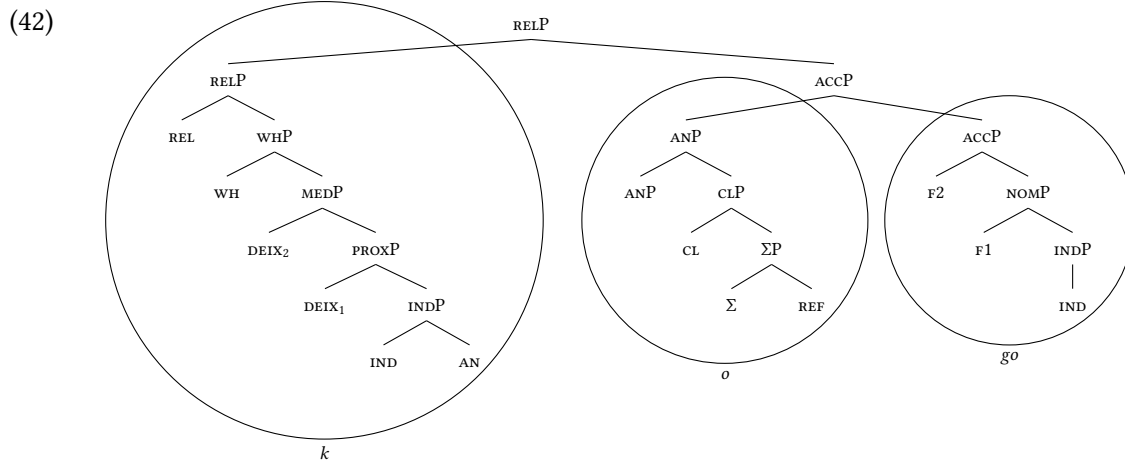 (42)
RELP
RELP ACCP
REL WHP ANP ACCP
WH MEDP ANP CLP F2 NOMP
DEIX₂ PROXP CL ΣP F1 INDP
DEIX₁ INDP Σ REF IND
IND AN
k o go